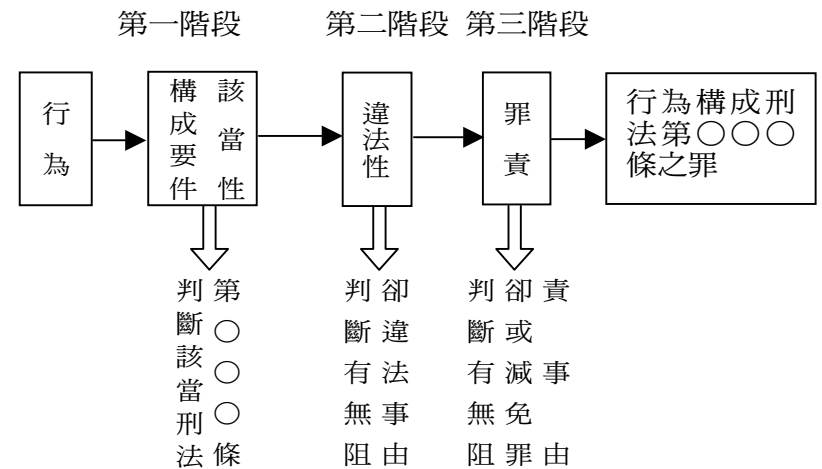 第一階段
第二階段
第三階段
行為
構成要件
該當性
違法性
罪責
行為構成刑
法第○○○
條之罪
判斷該當刑法
第○○○條
判斷有無阻
卻違法事由
判斷有無阻
卻或減免罪
責事由